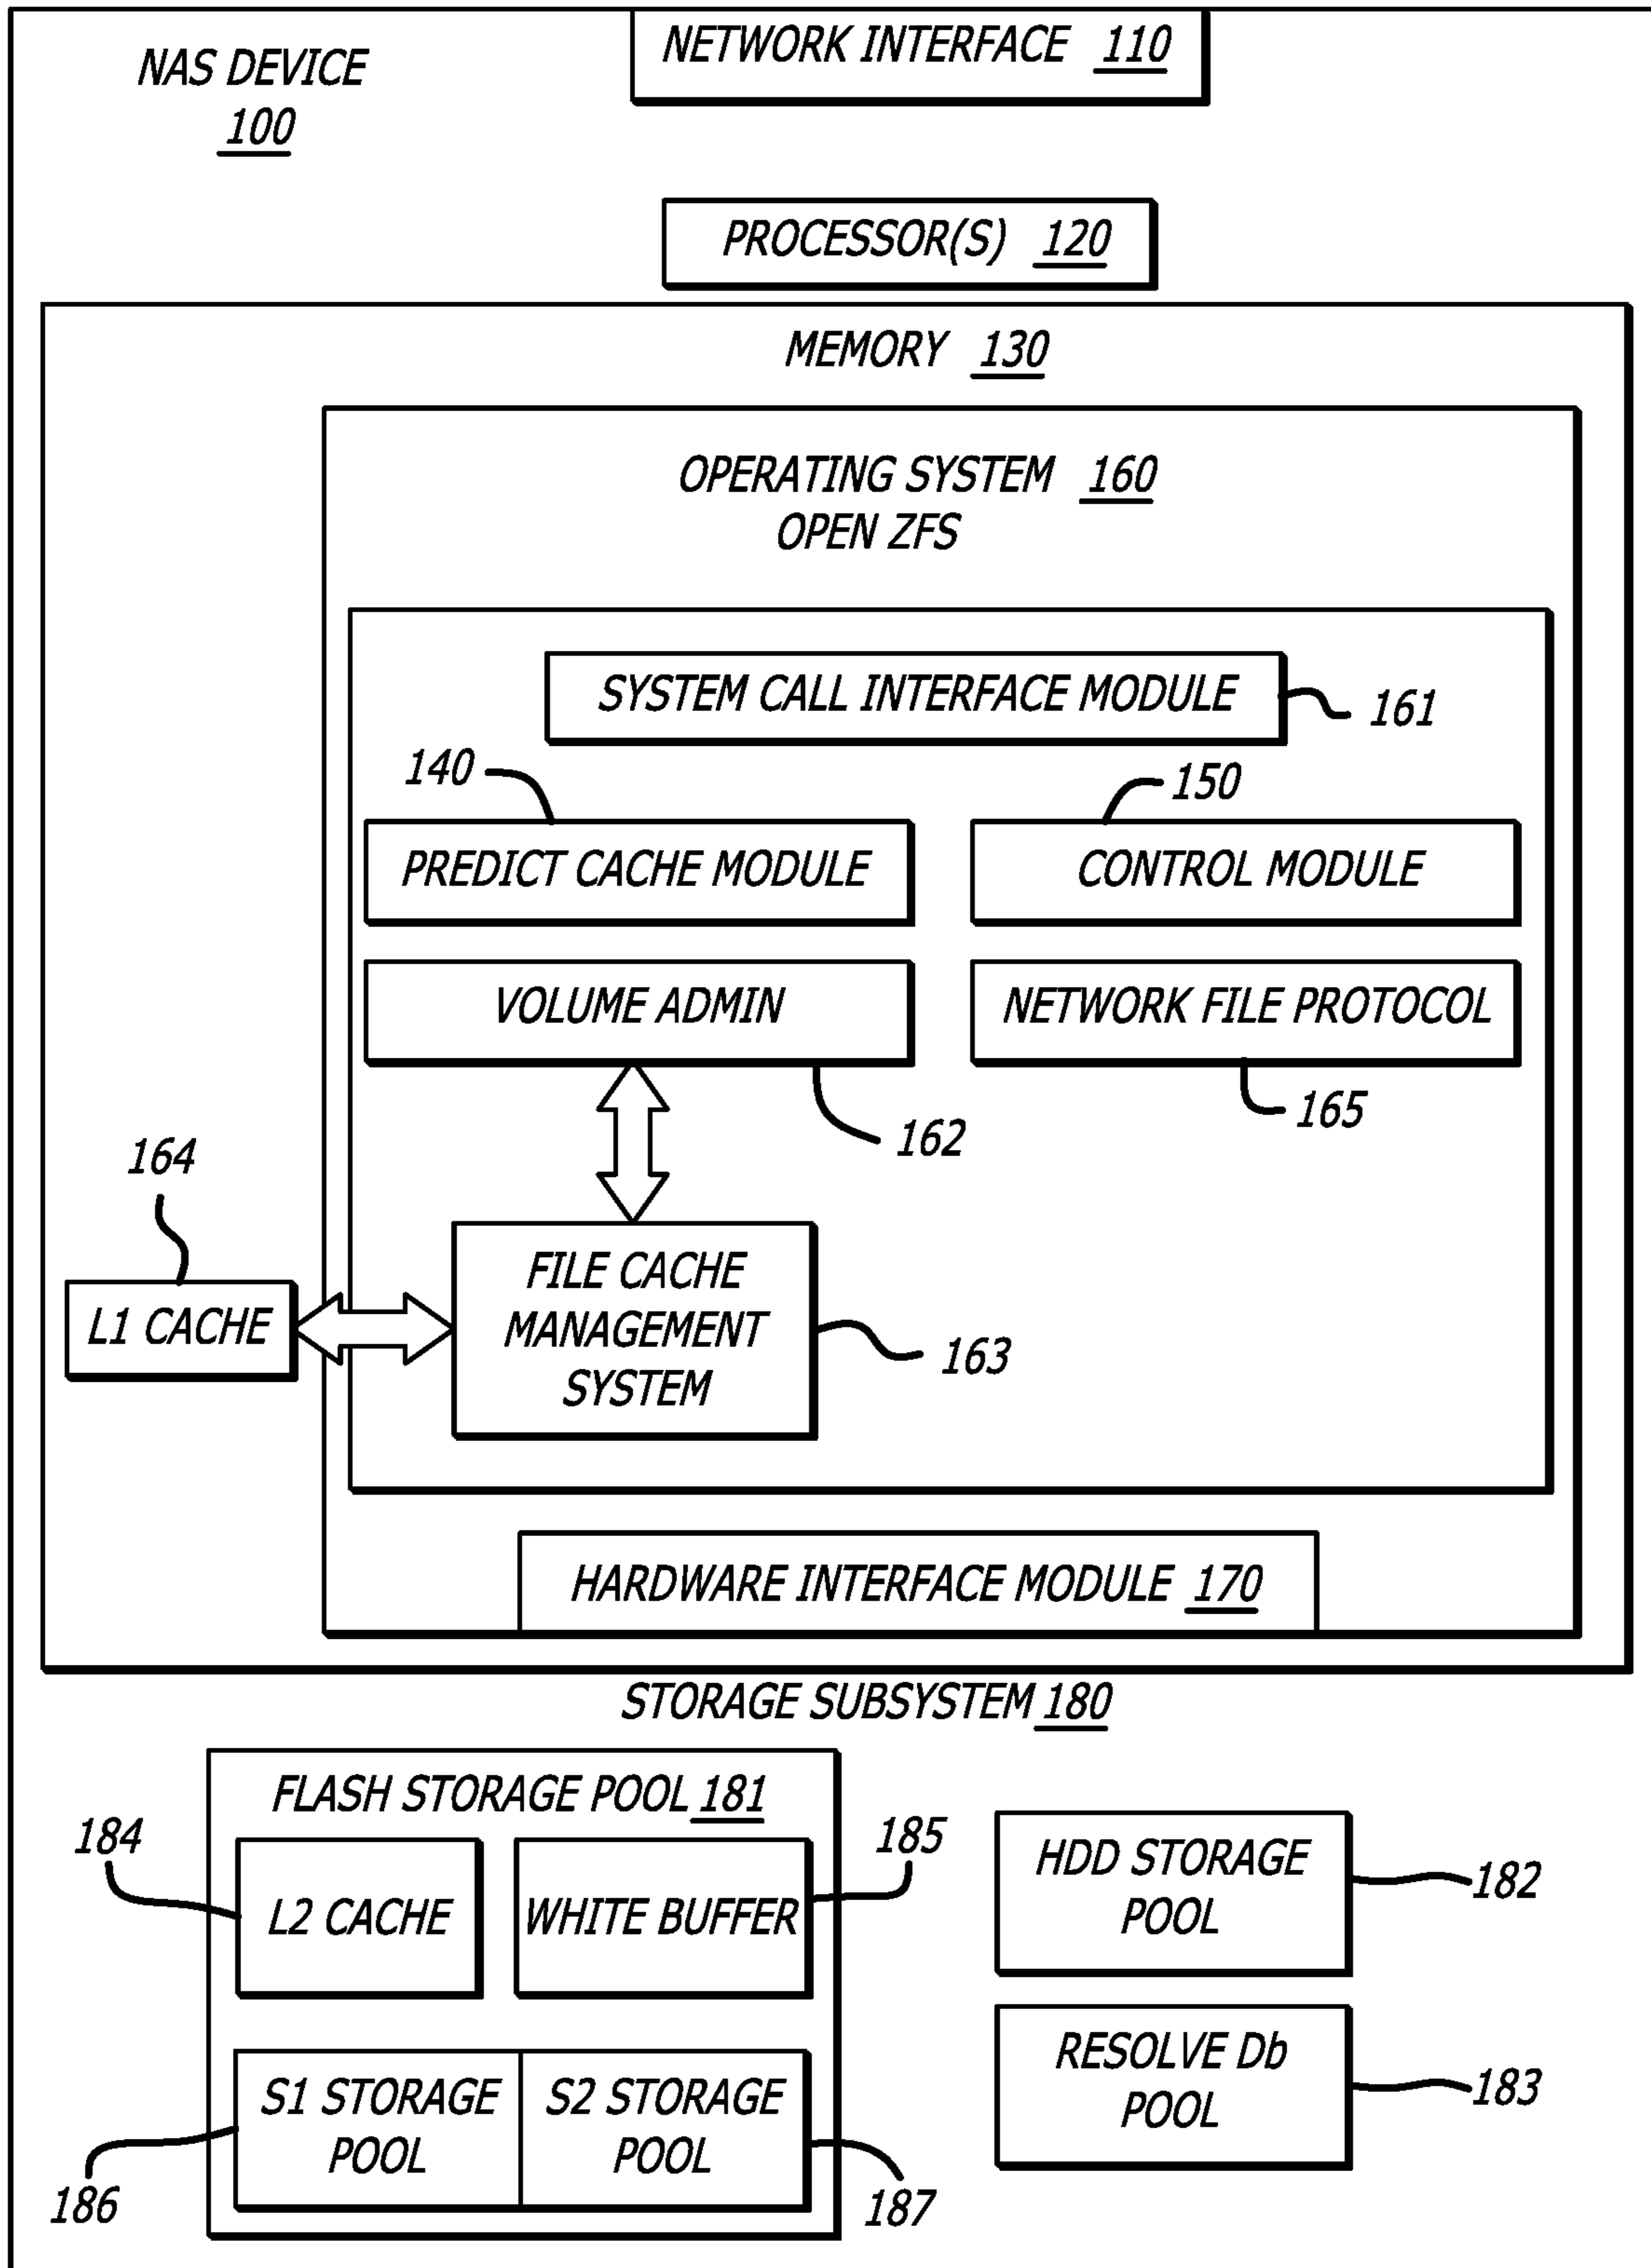 NETWORK INTERFACE 110
NAS DEVICE
100
PROCESSOR(S) 120
MEMORY 130
OPERATING SYSTEM 160
OPEN ZFS
SYSTEM CALL INTERFACE MODULE
161
140
150
PREDICT CACHE MODULE
CONTROL MODULE
VOLUME ADMIN
NETWORK FILE PROTOCOL
162
165
164
L1 CACHE
FILE CACHE
MANAGEMENT
SYSTEM
163
HARDWARE INTERFACE MODULE 170
STORAGE SUBSYSTEM 180
FLASH STORAGE POOL 181
184
185
L2 CACHE
WHITE BUFFER
HDD STORAGE
POOL
182
S1 STORAGE
POOL
S2 STORAGE
POOL
186
187
RESOLVE Db
POOL
183